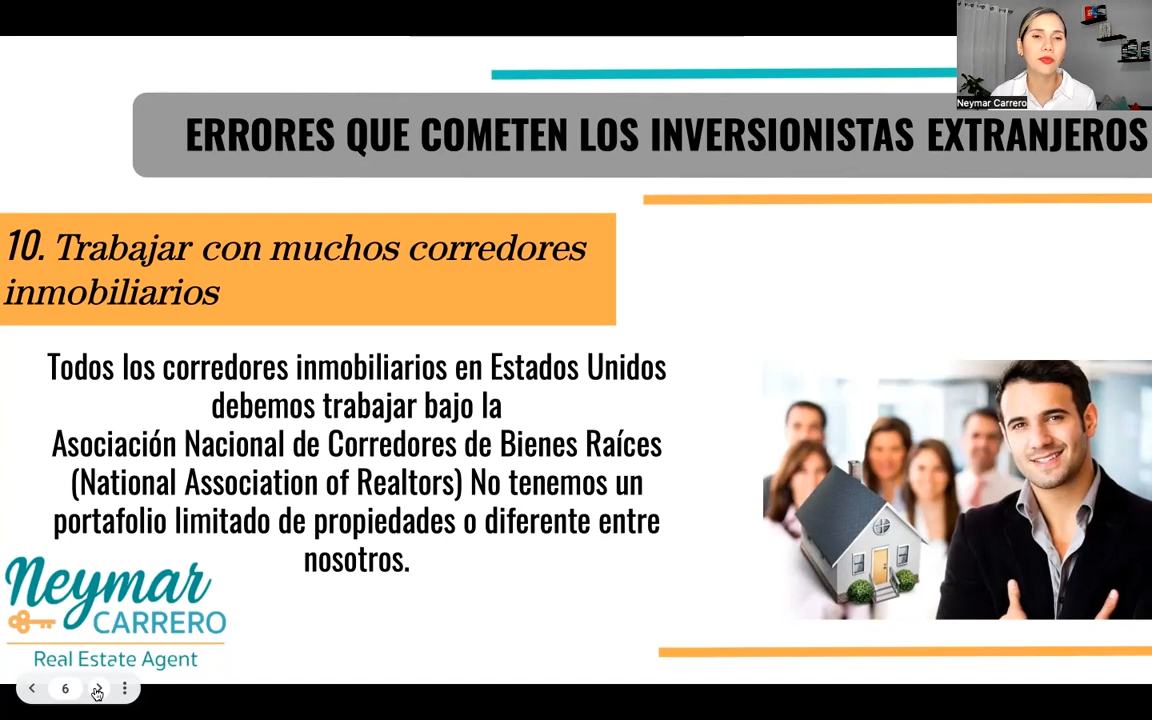 Neymar Carrero
ERRORES QUE COMETEN LOS INVERSIONISTAS EXTRANJEROS
10. Trabajar con muchos corredores
inmobiliarios
Todos los corredores inmobiliarios en Estados Unidos
debemos trabajar bajo la
Asociación Nacional de Corredores de Bienes Raíces
(National Association of Realtors) No tenemos un
portafolio limitado de propiedades o diferente entre
nosotros.
Neymar
CARRERO
Real Estate Agent
6